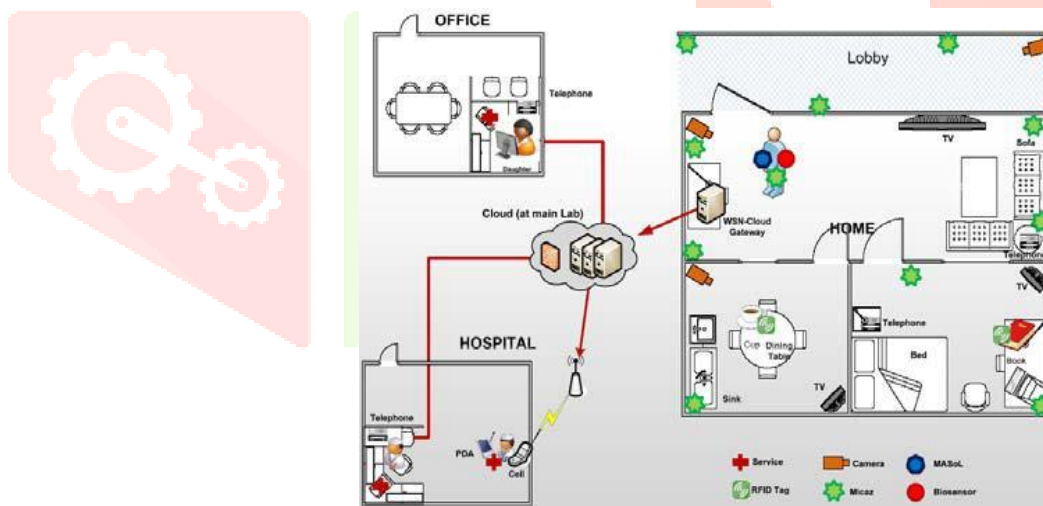 OFFICE
Telephone
Daughter
Cloud (at main Lab)
HOSPITAL
Telephone
PDA
Cell
Lobby
TV
Sofa
WSN-Cloud
Gateway
HOME
Telephone
TV
Telephone
Cup
Dining
Table
Bed
Book
Sink
TV
Service
Camera
MASoL
RFID Tag
Micaz
Biosensor